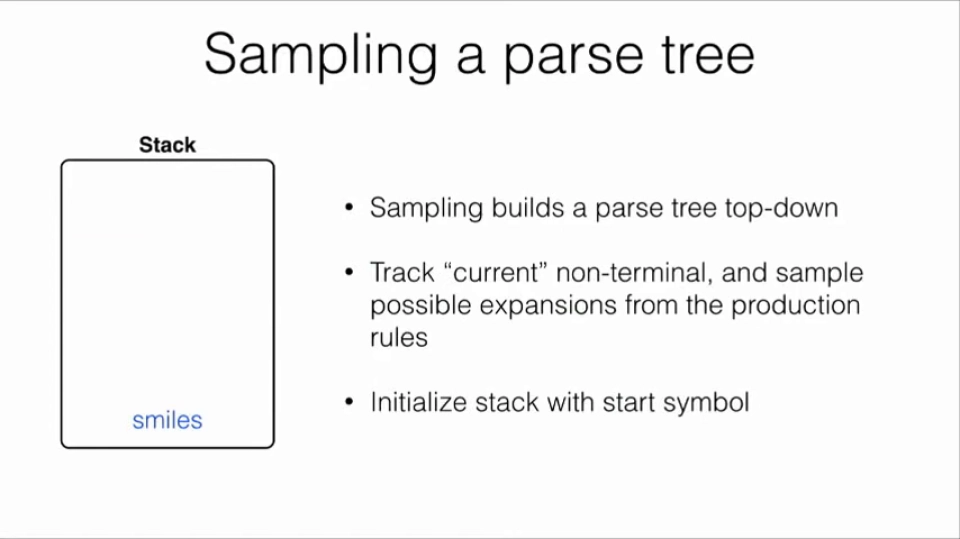 Sampling a parse tree
Stack
smiles
• Sampling builds a parse tree top-down
• Track “current” non-terminal, and sample
possible expansions from the production
rules
• Initialize stack with start symbol